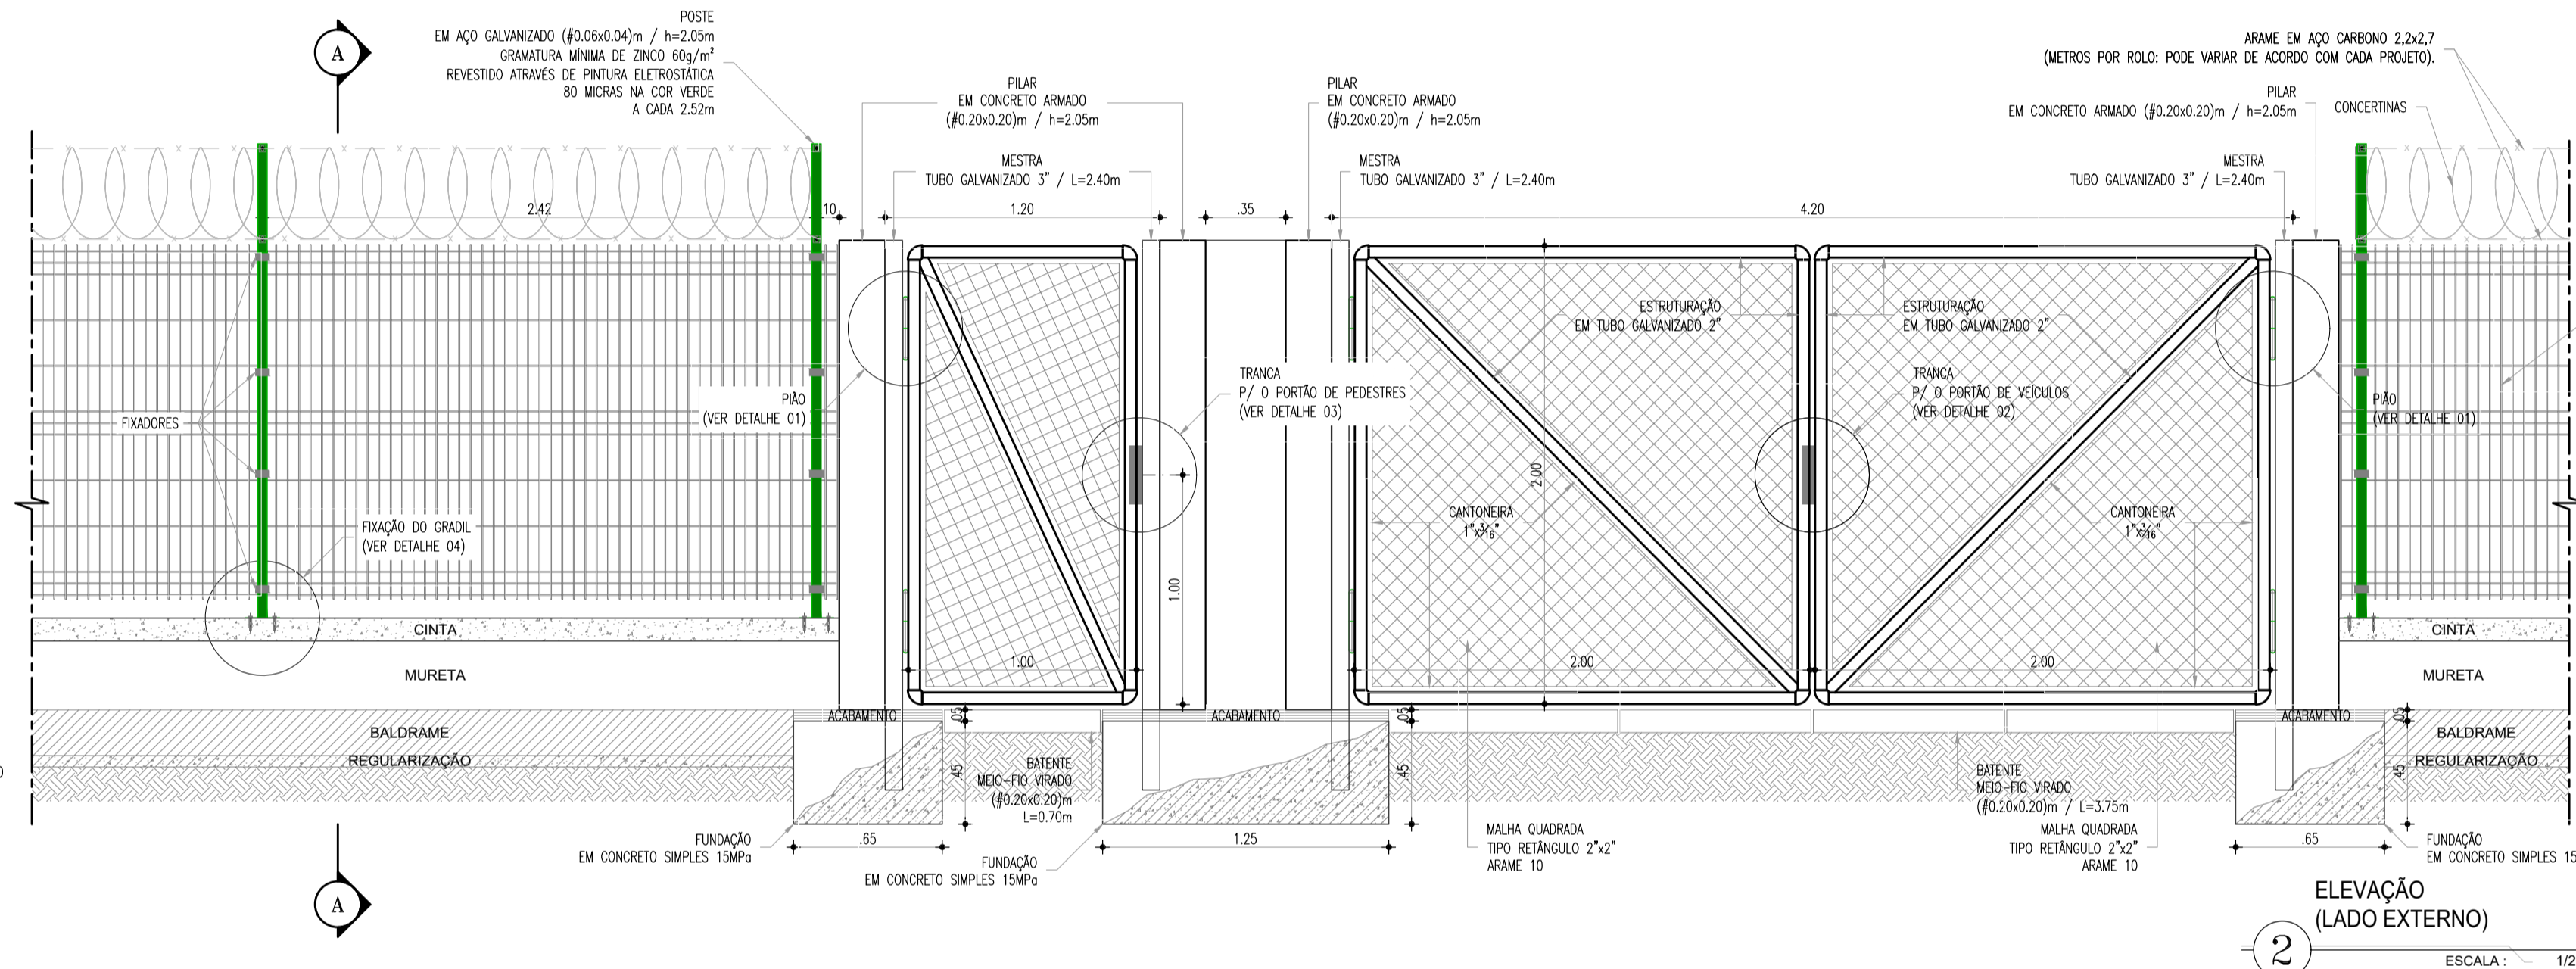 A
POSTE
EM AÇO GALVANIZADO (#0.06x0.04)m / h=2.05m
GRAMATURA MÍNIMA DE ZINCO 60g/m²
REVESTIDO ATRAVÉS DE PINTURA ELETROSTÁTICA
80 MICRAS NA COR VERDE
A CADA 2.52m
PILAR
EM CONCRETO ARMADO
(#0.20x0.20)m / h=2.05m
PILAR
EM CONCRETO ARMADO
(#0.20x0.20)m / h=2.05m
ARAME EM AÇO CARBONO 2,2x2,7
(METROS POR ROLO: PODE VARIAR DE ACORDO COM CADA PROJETO).
PILAR
EM CONCRETO ARMADO (#0.20x0.20)m / h=2.05m
CONCERTINAS
MESTRA
TUBO GALVANIZADO 3" / L=2.40m
MESTRA
TUBO GALVANIZADO 3" / L=2.40m
MESTRA
TUBO GALVANIZADO 3" / L=2.40m
2.42
10
1.20
.35
4.20
ESTRUTURAÇÃO
EM TUBO GALVANIZADO 2"
ESTRUTURAÇÃO
EM TUBO GALVANIZADO 2"
PIÃO
(VER DETALHE 01)
TRANCA
P/ O PORTÃO DE PEDESTRES
(VER DETALHE 03)
TRANCA
P/ O PORTÃO DE VEÍCULOS
(VER DETALHE 02)
PIÃO
(VER DETALHE 01)
FIXADORES
2.00
FIXAÇÃO DO GRADIL
(VER DETALHE 04)
CANTONEIRA
1"x3/16"
CANTONEIRA
1"x3/16"
1.00
CINTA
CINTA
1.00
2.00
2.00
MURETA
MURETA
ACABAMENTO
.05
ACABAMENTO
.05
ACABAMENTO
.05
BALDRAME
BALDRAME
REGULARIZAÇÃO
REGULARIZAÇÃO
.45
.45
.45
BATENTE
MEIO-FIO VIRADO
(#0.20x0.20)m
L=0.70m
BATENTE
MEIO-FIO VIRADO
(#0.20x0.20)m / L=3.75m
FUNDAÇÃO
EM CONCRETO SIMPLES 15MPa
.65
FUNDAÇÃO
EM CONCRETO SIMPLES 15MPa
1.25
MALHA QUADRADA
TIPO RETÂNGULO 2"x2"
ARAME 10
MALHA QUADRADA
TIPO RETÂNGULO 2"x2"
ARAME 10
.65
FUNDAÇÃO
EM CONCRETO SIMPLES 15
A
ELEVAÇÃO
(LADO EXTERNO)
2
ESCALA : 1/2